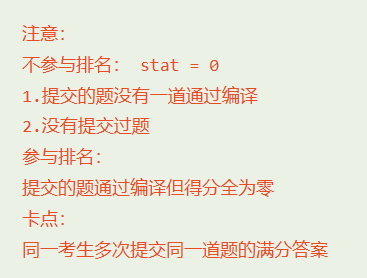 注意：
不参与排名： stat = 0
1.提交的题没有一道通过编译
2.没有提交过题
参与排名：
提交的题通过编译但得分全为零
卡点：
同一考生多次提交同一道题的满分答案